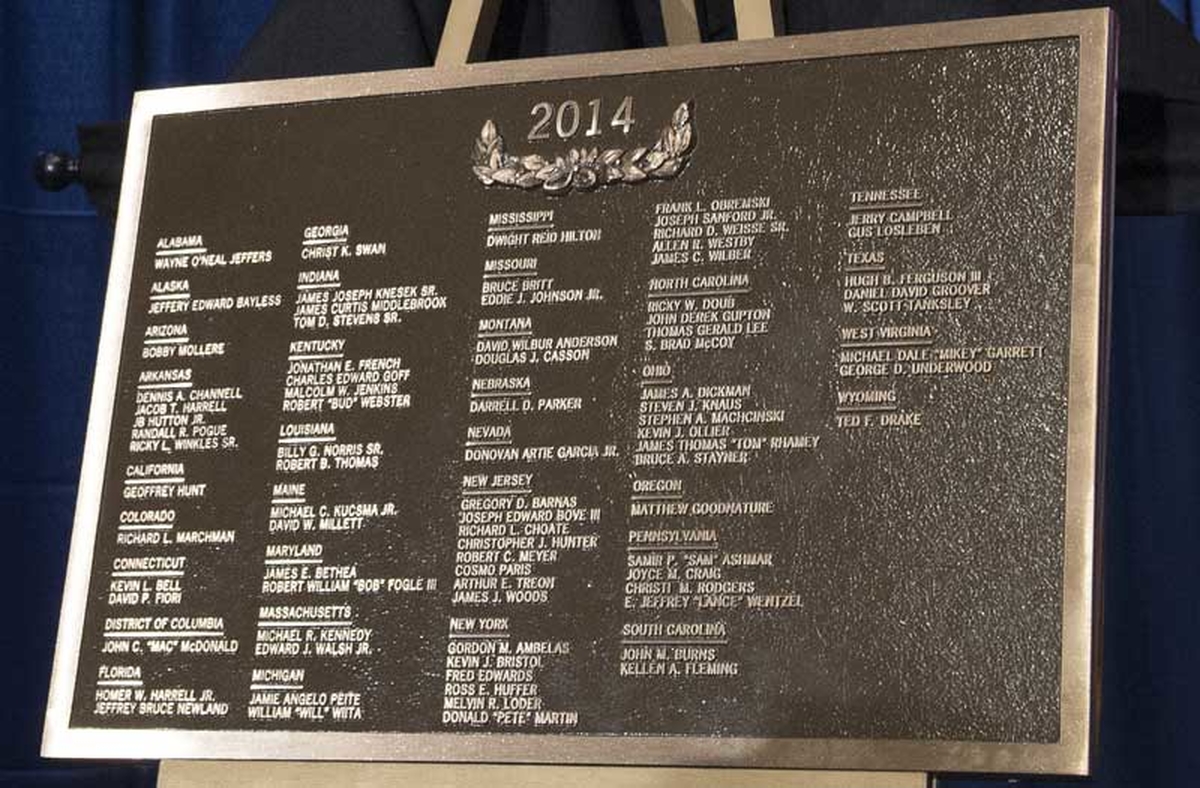 2014
ALABAMA
WAYNE O'NEAL JEFFERS
ALASKA
JEFFERY EDWARD BAYLESS
ARIZONA
BOBBY MOLLERE
ARKANSAS
DENNIS A. CHANNELL
JACOB T. HARRELL
JB HUTTON JR.
RANDALL R. POGUE
RICKY L. WINKLES SR.
CALIFORNIA
GEOFFREY HUNT
COLORADO
RICHARD L. MARCHMAN
CONNECTICUT
KEVIN L. BELL
DAVID P. FIORI
DISTRICT OF COLUMBIA
JOHN C. "MAC" McDONALD
FLORIDA
HOMER W. HARRELL JR.
JEFFREY BRUCE NEWLAND
GEORGIA
CHRIST K. SWAN
INDIANA
JAMES JOSEPH KNESEK SR.
JAMES CURTIS MIDDLEBROOX
TOM D. STEVENS SR.
KENTUCKY
JONATHAN E. FRENCH
CHARLES EDWARD GOFF
MALCOLM W. JENKINS
ROBERT "BUD" WEBSTER
LOUISIANA
BILLY G. NORRIS SR.
ROBERT B. THOMAS
MAINE
MICHAEL C. KUCSMA JR.
DAVID W. MILLETT
MARYLAND
JAMES E. BETHEA
ROBERT WILLIAM "BOB" FOGLE III
MASSACHUSETTS
MICHAEL R. KENNEDY
EDWARD J. WALSH JR.
MICHIGAN
JAMIE ANGELO PEITE
WILLIAM "WILL" WIITA
MISSISSIPPI
DWIGHT REID HILTON
MISSOURI
BRUCE BRITT
EDDIE J. JOHNSON JR.
MONTANA
DAVID WILBUR ANDERSON
DOUGLAS J. CASSON
NEBRASKA
DARRELL D. PARKER
NEVADA
DONOVAN ARTIE GARCIA JR.
NEW JERSEY
GREGORY D. BARNAS
JOSEPH EDWARD BOVE III
RICHARD L. CHOATE
CHRISTOPHER J. HUNTER
ROBERT C. MEYER
COSMO PARIS
ARTHUR E. TREON
JAMES J. WOODS
NEW YORK
GORDON M. AMBELAS
KEVIN J. BRISTOL
FRED EDWARDS
ROSS E. HUFFER
MELVIN R. LODER
DONALD "PETE" MARTIN
FRANK L. OBREMSKI
JOSEPH SANFORD JR.
RICHARD D. WEISSE SR.
ALLEN R. WESTBY
JAMES C. WILBER
NORTH CAROLINA
RICKY W. DOUB
JOHN DEREK GUPTON
THOMAS GERALD LEE
S. BRAD McCOY
OHIO
JAMES A. DICKMAN
STEVEN J. KNAUS
STEPHEN A. MACHCINSKI
KEVIN J. OLLIER
JAMES THOMAS "TOM" RHAMEY
BRUCE A. STAYNER
OREGON
MATTHEW GOODNATURE
PENNSYLVANIA
SAMIR P. "SAM" ASHMAR
JOYCE M. CRAIG
CHRISTI M. RODGERS
E. JEFFREY "LANCE" WENTZEL
SOUTH CAROLINA
JOHN M. BURNS
KELLEN A. FLEMING
TENNESSEE
JERRY CAMPBELL
GUS LOSLEBEN
TEXAS
HUGH B. FERGUSON III
DANIEL DAVID GROOVER
W. SCOTT TANKSLEY
WEST VIRGINIA
MICHAEL DALE "MIKEY" GARRETT
GEORGE D. UNDERWOOD
WYOMING
TED F. DRAKE